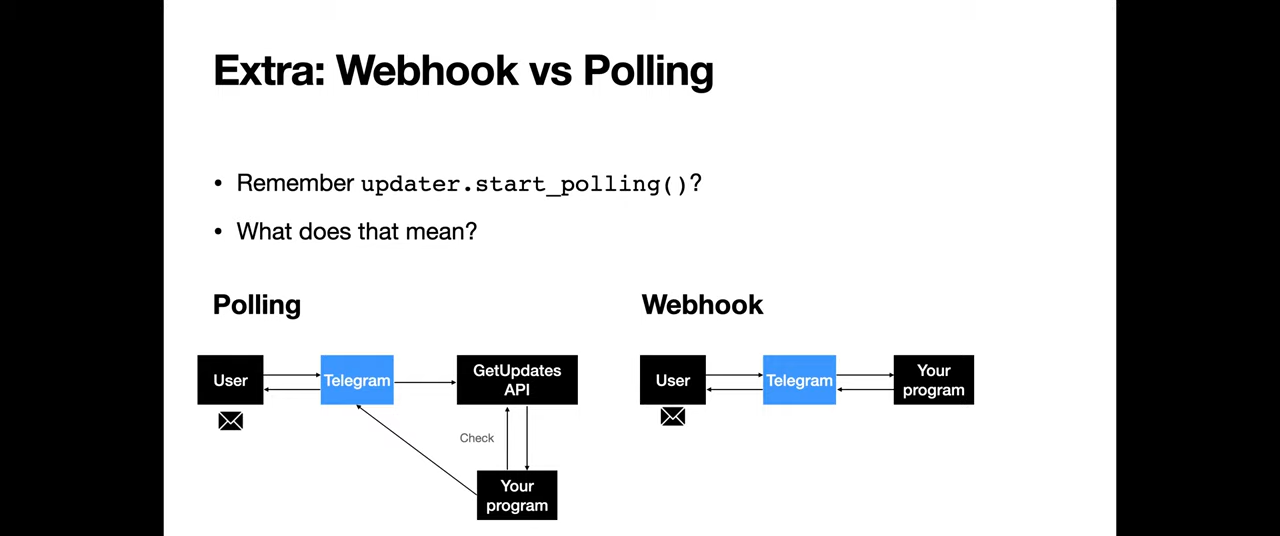 Extra: Webhook vs Polling
• Remember updater.start_polling()?
• What does that mean?
Polling
User
Telegram
GetUpdates
API
Check
Your
program
Webhook
User
Telegram
Your
program